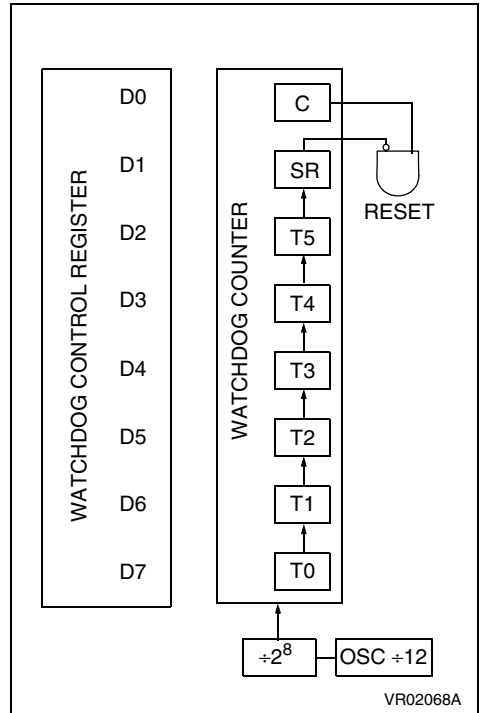 WATCHDOG CONTROL REGISTER
D0
D1
D2
D3
D4
D5
D6
D7
WATCHDOG COUNTER
C
SR
T5
T4
T3
T2
T1
T0
RESET
÷2⁸
OSC ÷12
VR02068A